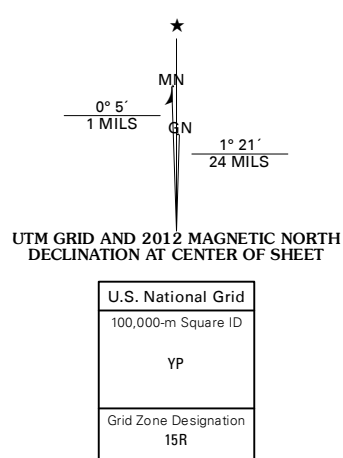 ★
MN
0° 5´
1 MILS
GN
1° 21´
24 MILS
UTM GRID AND 2012 MAGNETIC NORTH
DECLINATION AT CENTER OF SHEET
U.S. National Grid
100,000-m Square ID
YP
Grid Zone Designation
15R